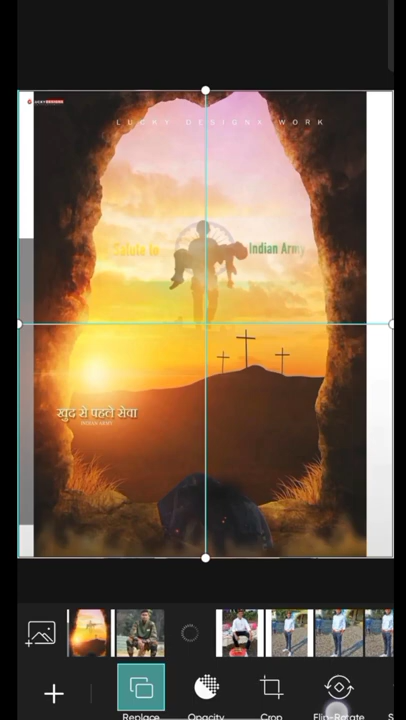 LUCKY DESIGNX WORK
Salute to Indian Army
खुद से पहले सेवा
INDIAN ARMY
Replace Opacity Crop Flip-Rotate